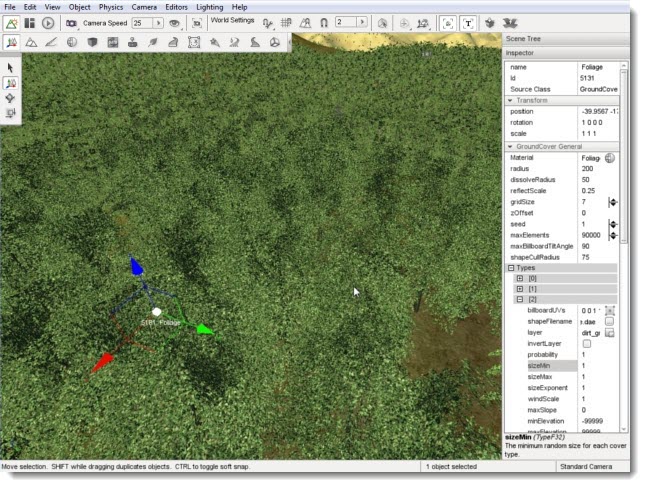 File Edit View Object Physics Camera Editors Lighting Help
Camera Speed 25 World Settings 2
Scene Tree
Inspector
name Foliage
Id 5131
Source Class GroundCove
Transform
position -39.9567 -1
rotation 1 0 0 0
scale 1 1 1
GroundCover General
Material Foliag
radius 200
dissolveRadius 50
reflectScale 0.25
gridSize 7
zOffset 0
seed 1
maxElements 90000
maxBillboardTiltAngle 90
shapeCullRadius 75
Types
[0]
[1]
[2]
billboardUVs 0 0 1
shapeFilename .dae
layer dirt_gr
invertLayer
probability 1
sizeMin 1
sizeMax 1
sizeExponent 1
windScale 1
maxSlope 0
minElevation -99999
maxElevation 99999
5131, Foliage
sizeMin (TypeF32)
The minimum random size for each cover
type.
Move selection. SHIFT while dragging duplicates objects. CTRL to toggle soft snap. 1 object selected Standard Camera